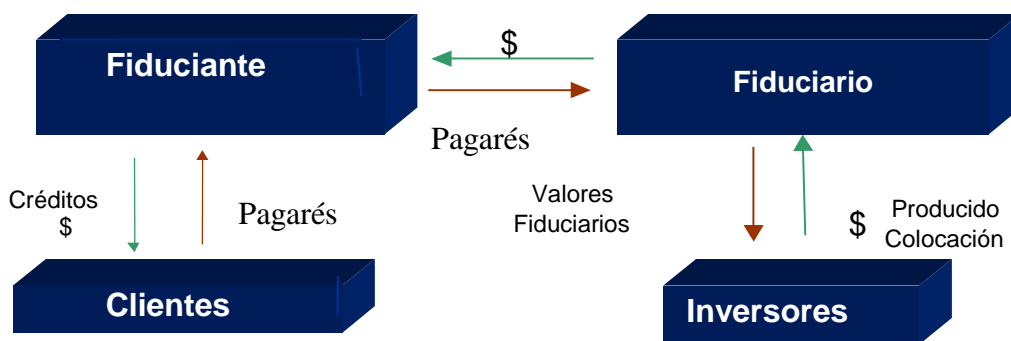 $
Fiduciante
Fiduciario
Pagarés
Créditos
$
Pagarés
Valores
Fiduciarios
$
Producido
Colocación
Clientes
Inversores